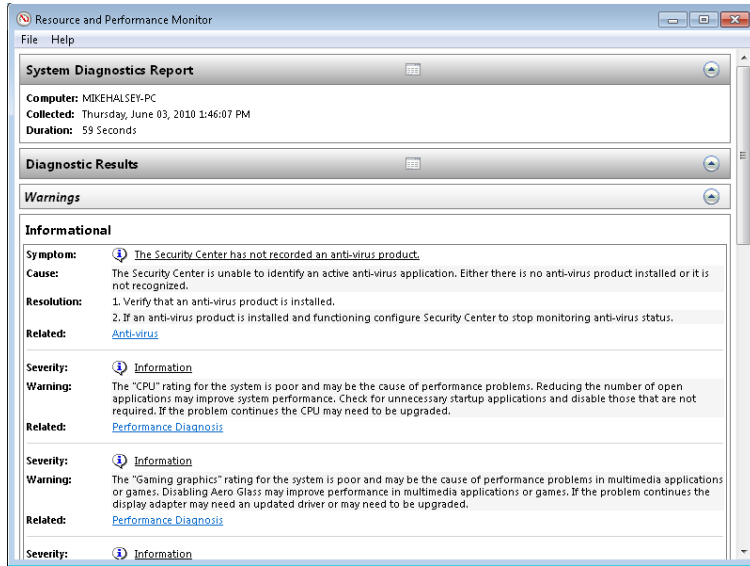 Resource and Performance Monitor
File Help
System Diagnostics Report
Computer: MIKEHALSEY-PC
Collected: Thursday, June 03, 2010 1:46:07 PM
Duration: 59 Seconds
Diagnostic Results
Warnings
Informational
Symptom: The Security Center has not recorded an anti-virus product.
Cause: The Security Center is unable to identify an active anti-virus application. Either there is no anti-virus product installed or it is
not recognized.
Resolution: 1. Verify that an anti-virus product is installed.
2. If an anti-virus product is installed and functioning configure Security Center to stop monitoring anti-virus status.
Related: Anti-virus
Severity: Information
Warning: The "CPU" rating for the system is poor and may be the cause of performance problems. Reducing the number of open
applications may improve system performance. Check for unnecessary startup applications and disable those that are not
required. If the problem continues the CPU may need to be upgraded.
Related: Performance Diagnosis
Severity: Information
Warning: The "Gaming graphics" rating for the system is poor and may be the cause of performance problems in multimedia applications
or games. Disabling Aero Glass may improve performance in multimedia applications or games. If the problem continues the
display adapter may need an updated driver or may need to be upgraded.
Related: Performance Diagnosis
Severity: Information